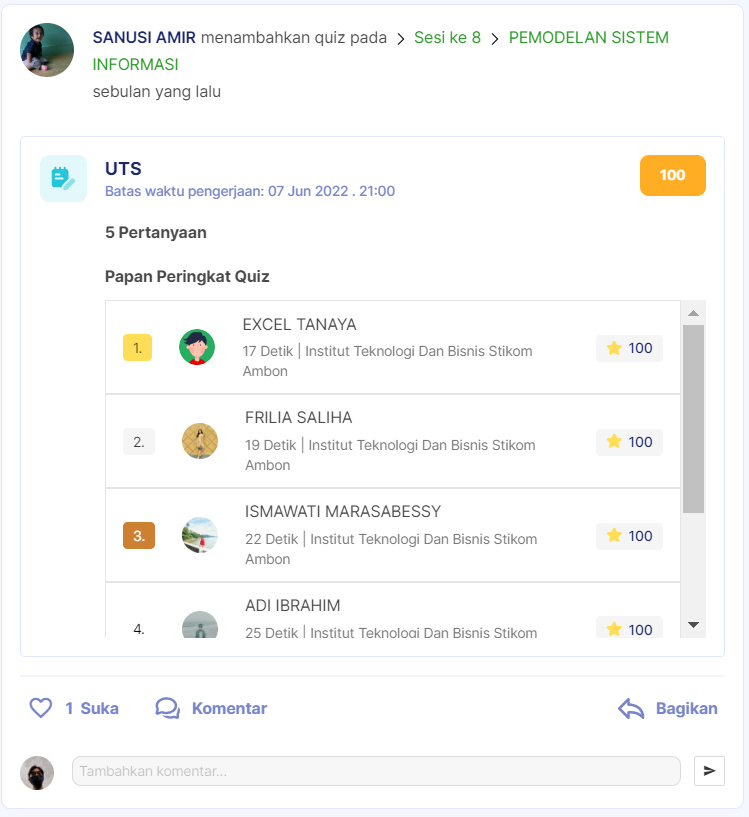 SANUSI AMIR menambahkan quiz pada > Sesi ke 8 > PEMODELAN SISTEM
INFORMASI
sebulan yang lalu
UTS
100
Batas waktu pengerjaan: 07 Jun 2022 . 21:00
5 Pertanyaan
Papan Peringkat Quiz
1.
EXCEL TANAYA
17 Detik | Institut Teknologi Dan Bisnis Stikom
Ambon
100
2.
FRILIA SALIHA
19 Detik | Institut Teknologi Dan Bisnis Stikom
Ambon
100
3.
ISMAWATI MARASABESSY
22 Detik | Institut Teknologi Dan Bisnis Stikom
Ambon
100
4.
ADI IBRAHIM
25 Detik | Institut Teknologi Dan Bisnis Stikom
100
1 Suka
Komentar
Bagikan
Tambahkan komentar...